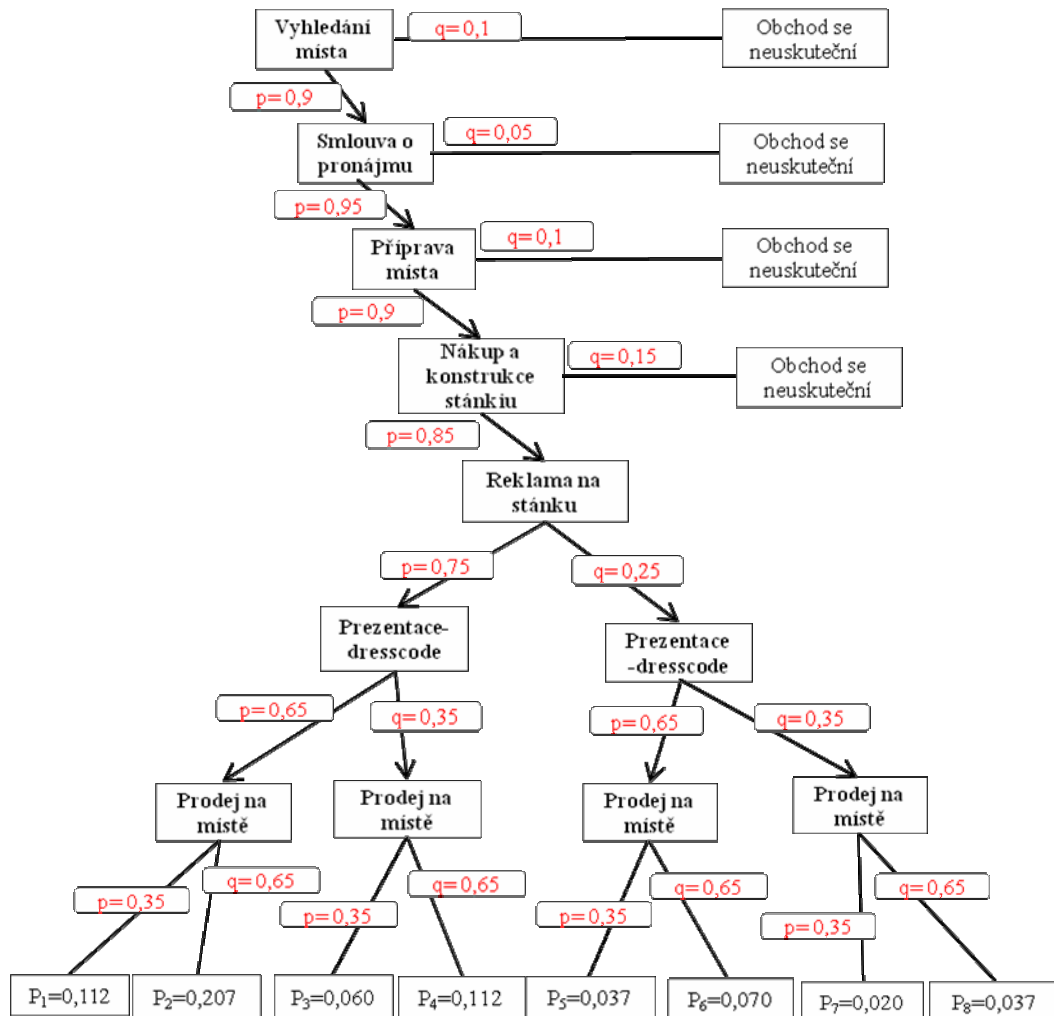 Vyhledání
místa
q=0,1
Obchod se
neuskuteční
p=0,9
Smlouva o
pronájmu
q=0,05
Obchod se
neuskuteční
p=0,95
Příprava
místa
q=0,1
Obchod se
neuskuteční
p=0,9
Nákup a
konstrukce
stánkiu
q=0,15
Obchod se
neuskuteční
p=0,85
Reklama na
stánku
p=0,75
q=0,25
Prezentace-
dresscode
Prezentace
-dresscode
p=0,65
q=0,35
p=0,65
q=0,35
Prodej na
místě
Prodej na
místě
Prodej na
místě
Prodej na
místě
p=0,35
q=0,65
p=0,35
q=0,65
p=0,35
q=0,65
p=0,35
q=0,65
P₁=0,112
P₂=0,207
P₃=0,060
P₄=0,112
P₅=0,037
P₆=0,070
P₇=0,020
P₈=0,037